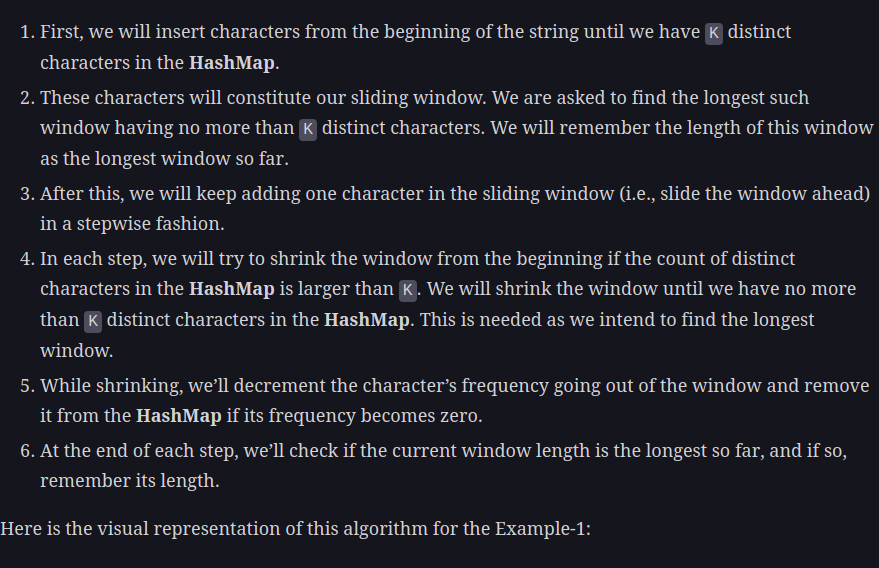 1. First, we will insert characters from the beginning of the string until we have K distinct
characters in the HashMap.
2. These characters will constitute our sliding window. We are asked to find the longest such
window having no more than K distinct characters. We will remember the length of this window
as the longest window so far.
3. After this, we will keep adding one character in the sliding window (i.e., slide the window ahead)
in a stepwise fashion.
4. In each step, we will try to shrink the window from the beginning if the count of distinct
characters in the HashMap is larger than K. We will shrink the window until we have no more
than K distinct characters in the HashMap. This is needed as we intend to find the longest
window.
5. While shrinking, we’ll decrement the character’s frequency going out of the window and remove
it from the HashMap if its frequency becomes zero.
6. At the end of each step, we’ll check if the current window length is the longest so far, and if so,
remember its length.
Here is the visual representation of this algorithm for the Example-1: